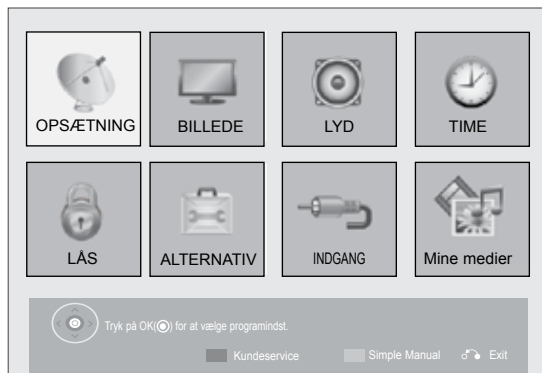 OPSÆTNING BILLEDE LYD TIME
LÅS ALTERNATIV INDGANG Mine medier
Tryk på OK(◉) for at vælge programindst.
Kundeservice Simple Manual Exit